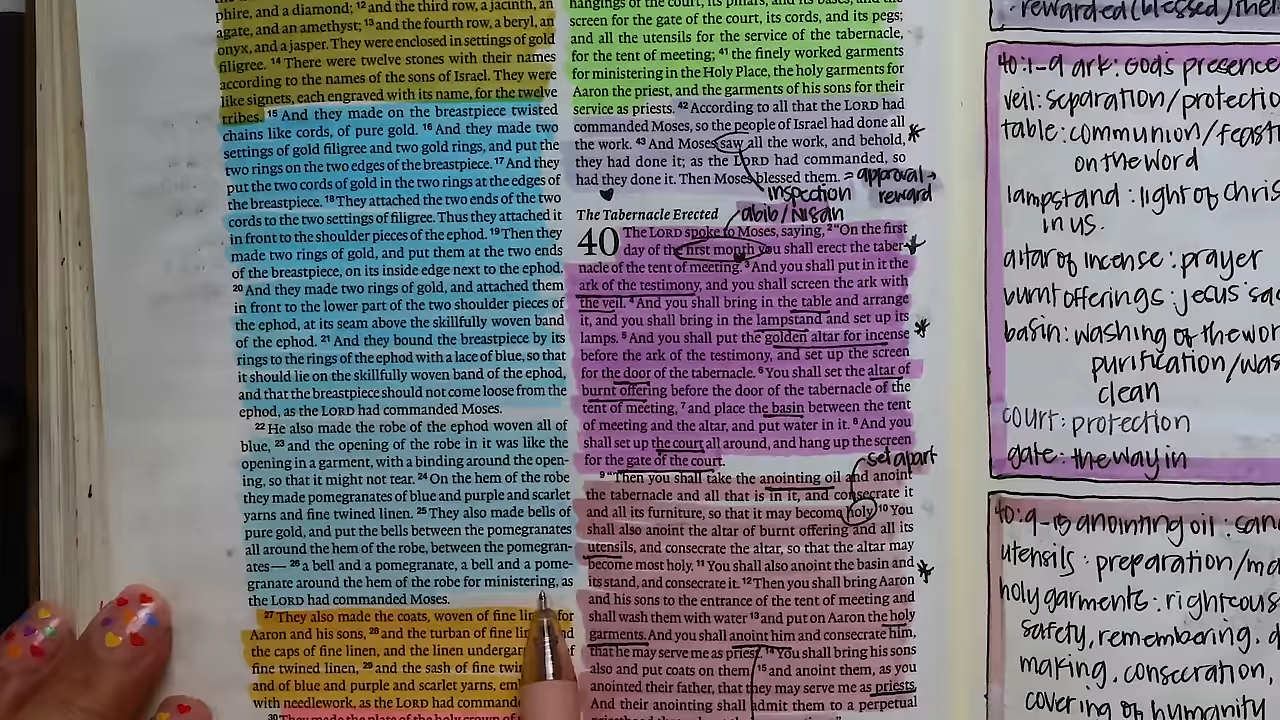 phire, and a diamond; 12 and the third row, a jacinth, an
agate, and an amethyst; 13 and the fourth row, a beryl, an
onyx, and a jasper. They were enclosed in settings of gold
filigree. 14 There were twelve stones with their names
according to the names of the sons of Israel. They were
like signets, each engraved with its name, for the twelve
tribes. 15 And they made on the breastpiece twisted
chains like cords, of pure gold. 16 And they made two
settings of gold filigree and two gold rings, and put the
two rings on the two edges of the breastpiece. 17 And they
put the two cords of gold in the two rings at the edges of
the breastpiece. 18 They attached the two ends of the two
cords to the two settings of filigree. Thus they attached it
in front to the shoulder pieces of the ephod. 19 Then they
made two rings of gold, and put them at the two ends
of the breastpiece, on its inside edge next to the ephod.
20 And they made two rings of gold, and attached them
in front to the lower part of the two shoulder pieces of
the ephod, at its seam above the skillfully woven band
of the ephod. 21 And they bound the breastpiece by its
rings to the rings of the ephod with a lace of blue, so that
it should lie on the skillfully woven band of the ephod,
and that the breastpiece should not come loose from the
ephod, as the LORD had commanded Moses.
22 He also made the robe of the ephod woven all of
blue, 23 and the opening of the robe in it was like the
opening in a garment, with a binding around the open-
ing, so that it might not tear. 24 On the hem of the robe
they made pomegranates of blue and purple and scarlet
yarns and fine twined linen. 25 They also made bells of
pure gold, and put the bells between the pomegranates
all around the hem of the robe, between the pomegran-
ates— 26 a bell and a pomegranate, a bell and a pome-
granate around the hem of the robe for ministering, as
the LORD had commanded Moses.
27 They also made the coats, woven of fine for
Aaron and his sons, 28 and the turban of fine
the caps of fine linen, and the linen of
fine twined linen, 29 and the sash of fine
and of blue and purple and scarlet yarns,
with needlework, as the LORD had
30 They made the plate of the holy crown of
hangings of the court, its pillars, and its bases, and the
screen for the gate of the court, its cords, and its pegs;
and all the utensils for the service of the tabernacle,
for the tent of meeting; 41 the finely worked garments
for ministering in the Holy Place, the holy garments for
Aaron the priest, and the garments of his sons for their
service as priests. 42 According to all that the LORD had
commanded Moses, so the people of Israel had done all
the work. 43 And Moses saw all the work, and behold, *
they had done it; as the LORD had commanded, so
had they done it. Then Moses blessed them. = approval →
inspection reward
The Tabernacle Erected abib/Nisan
40 The LORD spoke to Moses, saying, 2 "On the first
day of the first month you shall erect the taber- *
nacle of the tent of meeting. 3 And you shall put in it the
ark of the testimony, and you shall screen the ark with
the veil. 4 And you shall bring in the table and arrange
it, and you shall bring in the lampstand and set up its *
lamps. 5 And you shall put the golden altar for incense
before the ark of the testimony, and set up the screen
for the door of the tabernacle. 6 You shall set the altar of
burnt offering before the door of the tabernacle of the
tent of meeting, 7 and place the basin between the tent
of meeting and the altar, and put water in it. 8 And you
shall set up the court all around, and hang up the screen
for the gate of the court. set apart
9 "Then you shall take the anointing oil and anoint
the tabernacle and all that is in it, and consecrate it
and all its furniture, so that it may become holy. 10 You
shall also anoint the altar of burnt offering and all its
utensils, and consecrate the altar, so that the altar may
become most holy. 11 You shall also anoint the basin and *
its stand, and consecrate it. 12 Then you shall bring Aaron
and his sons to the entrance of the tent of meeting and
shall wash them with water 13 and put on Aaron the holy
garments. And you shall anoint him and consecrate him,
that he may serve me as priest. 14 You shall bring his sons
also and put coats on them, 15 and anoint them, as you
anointed their father, that they may serve me as priests.
And their anointing shall admit them to a perpetual
rewarded (blessed)
40:1-9 ark: God's presence
veil: separation/protectio
table: communion/feast
on the word
lampstand: light of Chris
in us.
altar of incense: prayer
burnt offerings: Jesus' sac
basin: washing of the wor
purification/was
clean
court: protection
gate: the way in
40:9-15 anointing oil: san
utensils: preparation/ma
holy garments: righteous
safety, remembering, d
making, consecration,
covering of humanity